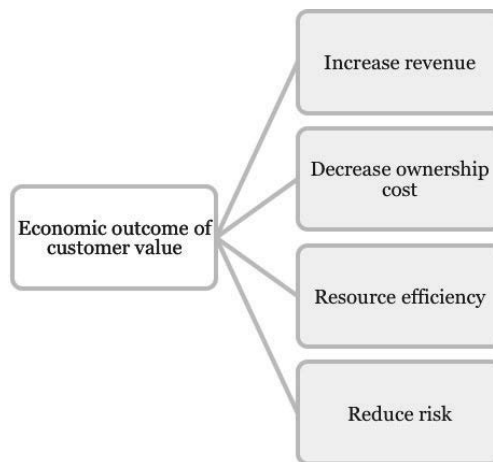 Increase revenue
Decrease ownership
cost
Economic outcome of
customer value
Resource efficiency
Reduce risk